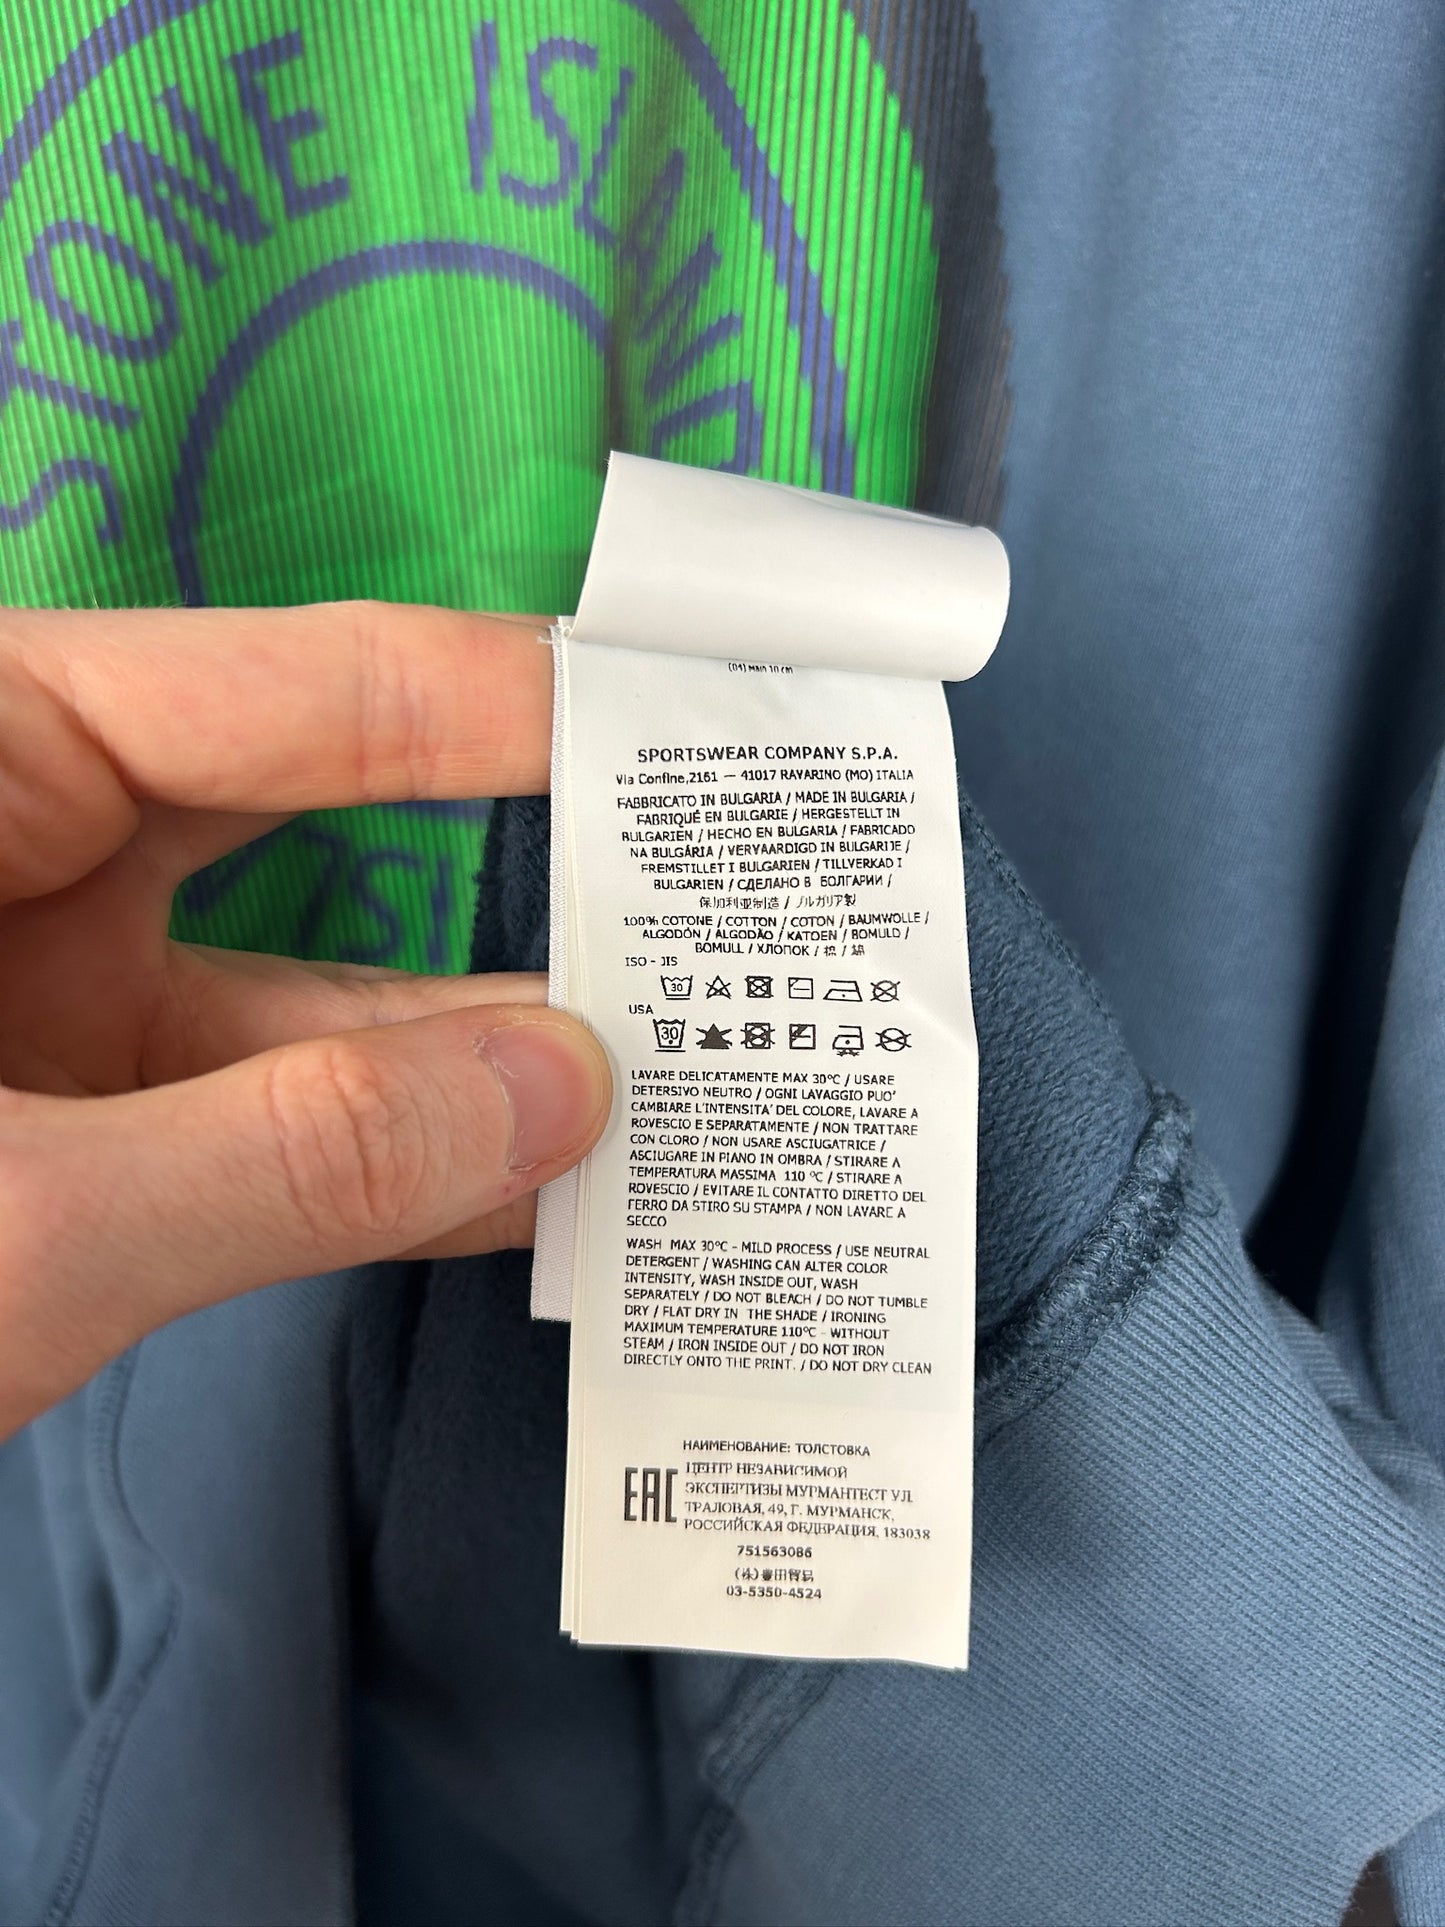 STONE ISLAND
(04) Main 10 cm
SPORTSWEAR COMPANY S.P.A.
Via Confine,2161 — 41017 RAVARINO (MO) ITALIA
FABBRICATO IN BULGARIA / MADE IN BULGARIA /
FABRIQUÉ EN BULGARIE / HERGESTELLT IN
BULGARIEN / HECHO EN BULGARIA / FABRICADO
NA BULGÁRIA / VERVAARDIGD IN BULGARIJE /
FREMSTILLET I BULGARIEN / TILLVERKAD I
BULGARIEN / СДЕЛАНО В БОЛГАРИИ /
保加利亚制造 / ブルガリア製
100% COTONE / COTTON / COTON / BAUMWOLLE /
ALGODÓN / ALGODÃO / KATOEN / BOMULD /
BOMULL / ХЛОПОК / 棉 / 綿
ISO - JIS
30
USA
30
LAVARE DELICATAMENTE MAX 30°C / USARE
DETERSIVO NEUTRO / OGNI LAVAGGIO PUO'
CAMBIARE L'INTENSITA' DEL COLORE, LAVARE A
ROVESCIO E SEPARATAMENTE / NON TRATTARE
CON CLORO / NON USARE ASCIUGATRICE /
ASCIUGARE IN PIANO IN OMBRA / STIRARE A
TEMPERATURA MASSIMA 110 °C / STIRARE A
ROVESCIO / EVITARE IL CONTATTO DIRETTO DEL
FERRO DA STIRO SU STAMPA / NON LAVARE A
SECCO
WASH MAX 30°C - MILD PROCESS / USE NEUTRAL
DETERGENT / WASHING CAN ALTER COLOR
INTENSITY, WASH INSIDE OUT, WASH
SEPARATELY / DO NOT BLEACH / DO NOT TUMBLE
DRY / FLAT DRY IN THE SHADE / IRONING
MAXIMUM TEMPERATURE 110°C - WITHOUT
STEAM / IRON INSIDE OUT / DO NOT IRON
DIRECTLY ONTO THE PRINT. / DO NOT DRY CLEAN
НАИМЕНОВАНИЕ: ТОЛСТОВКА
EAC
ЦЕНТР НЕЗАВИСИМОЙ
ЭКСПЕРТИЗЫ МУРМАНТЕСТ УЛ.
ТРАЛОВАЯ, 49, Г. МУРМАНСК,
РОССИЙСКАЯ ФЕДЕРАЦИЯ, 183038
751563086
03-5350-4524